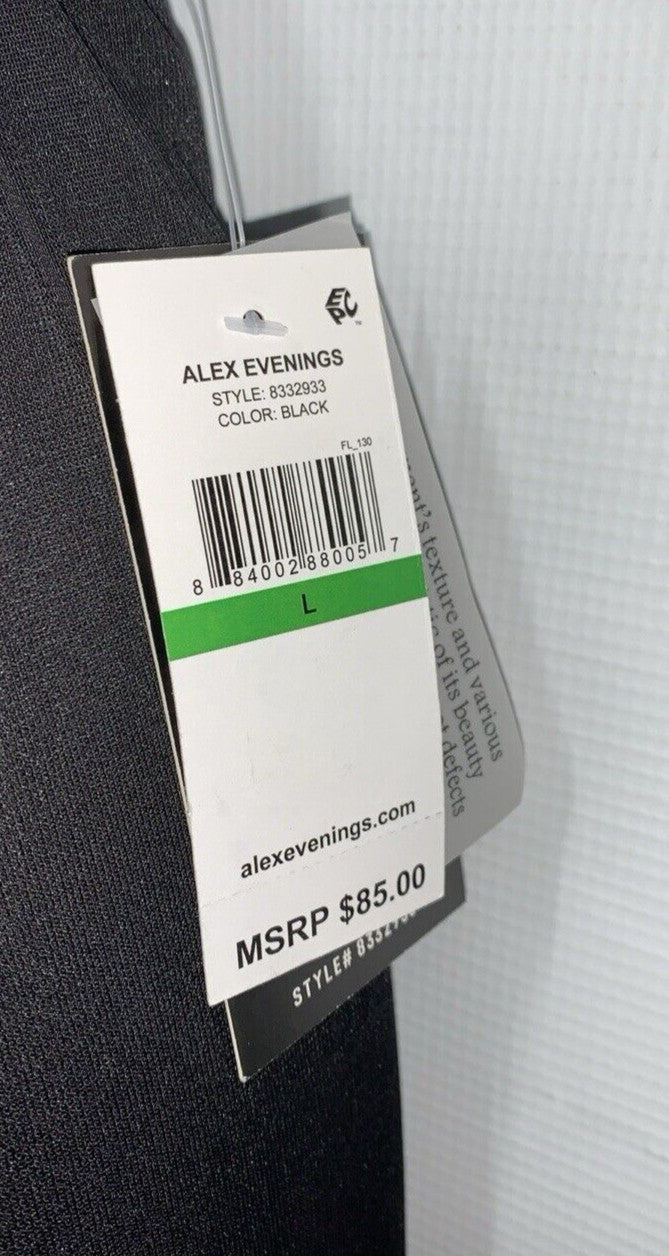 EPC™
ALEX EVENINGS
STYLE: 8332933
COLOR: BLACK
FL_130
8 84002 88005 7
L
alexevenings.com
MSRP $85.00
texture and various
of its beauty
defects
STYLE#